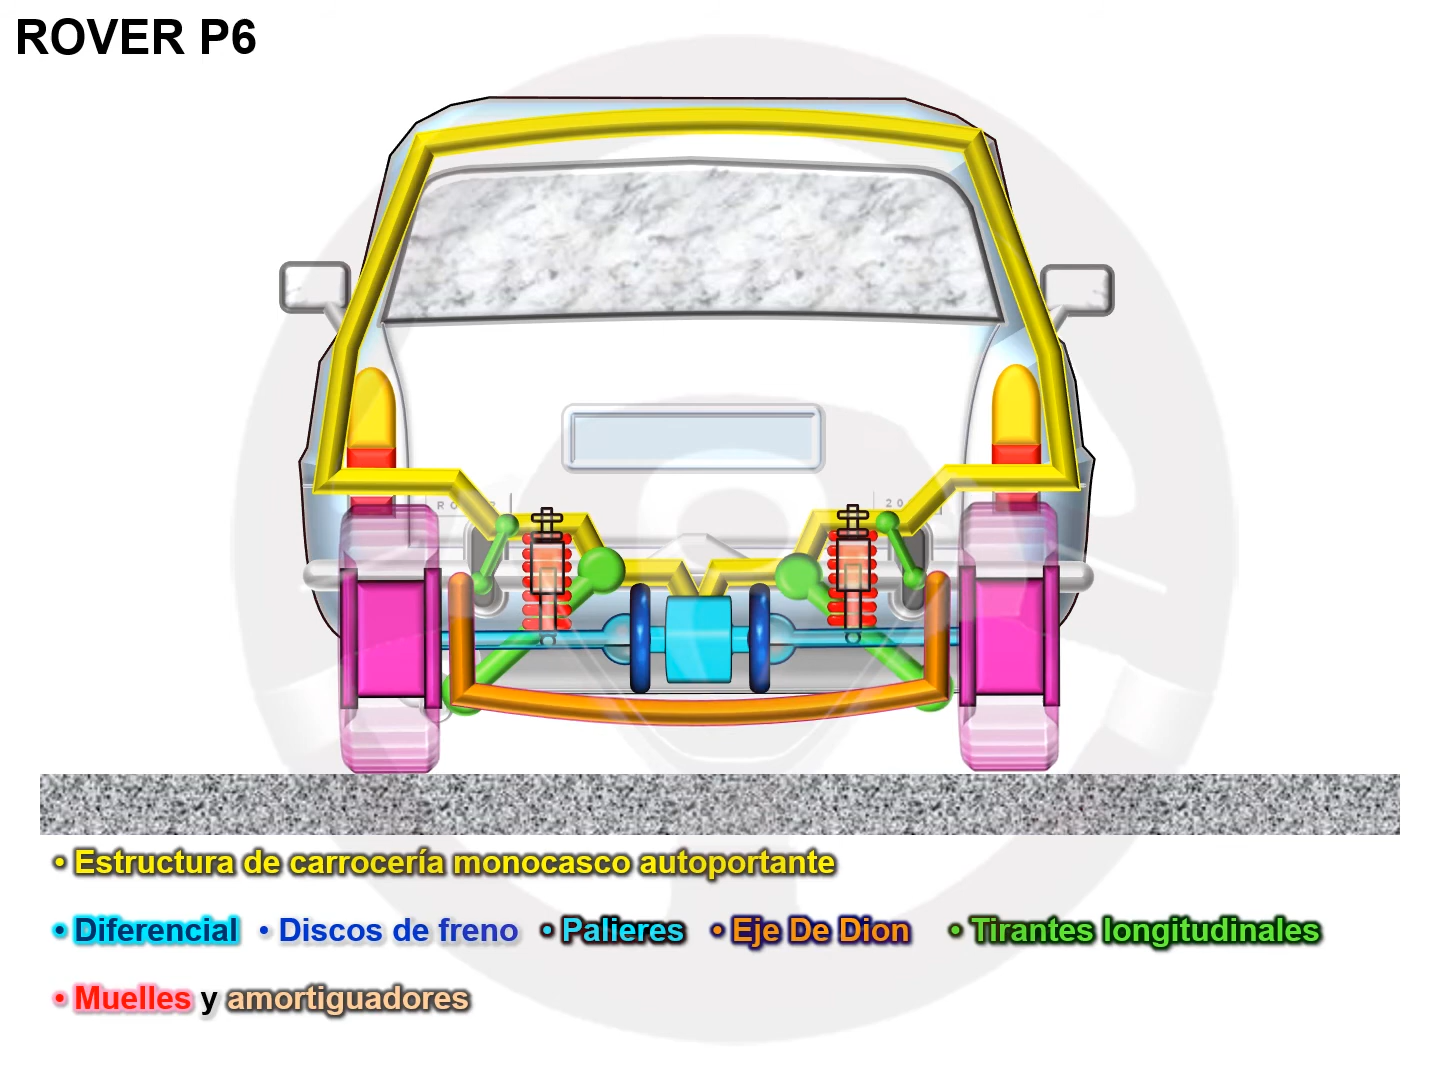 ROVER P6
20
• Estructura de carrocería monocasco autoportante
• Diferencial • Discos de freno • Palieres • Eje De Dion • Tirantes longitudinales
• Muelles y amortiguadores